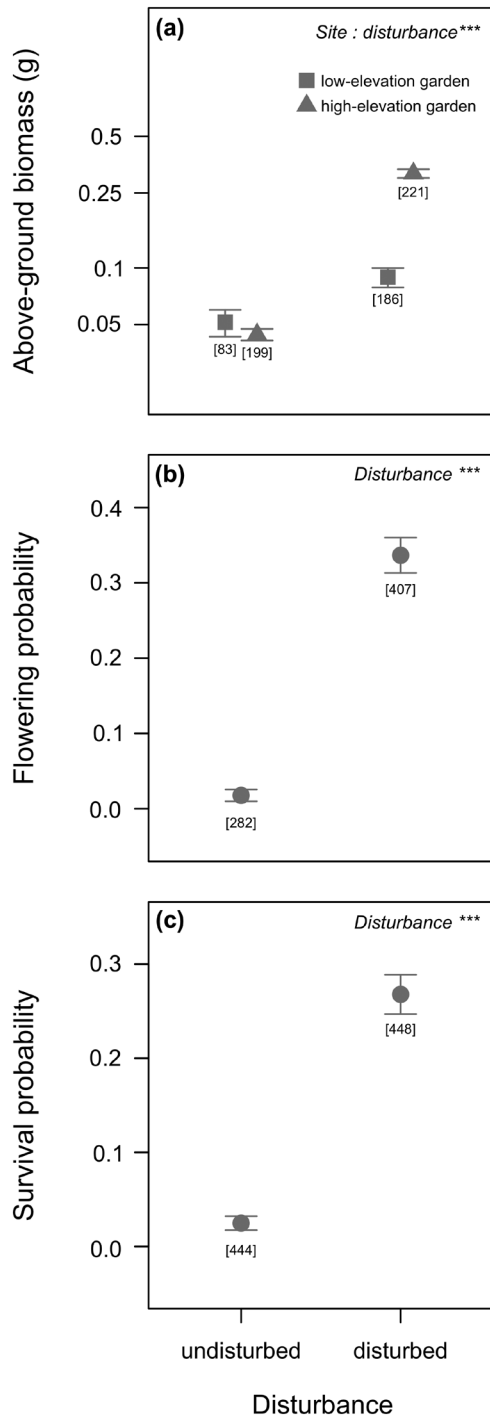 (a)
Site : disturbance***
low-elevation garden
high-elevation garden
Above-ground biomass (g)
0.5
0.25
0.1
0.05
[221]
[186]
[83] [199]
(b)
Disturbance ***
Flowering probability
0.4
0.3
0.2
0.1
0.0
[407]
[282]
(c)
Disturbance ***
Survival probability
0.3
0.2
0.1
0.0
[448]
[444]
undisturbed disturbed
Disturbance